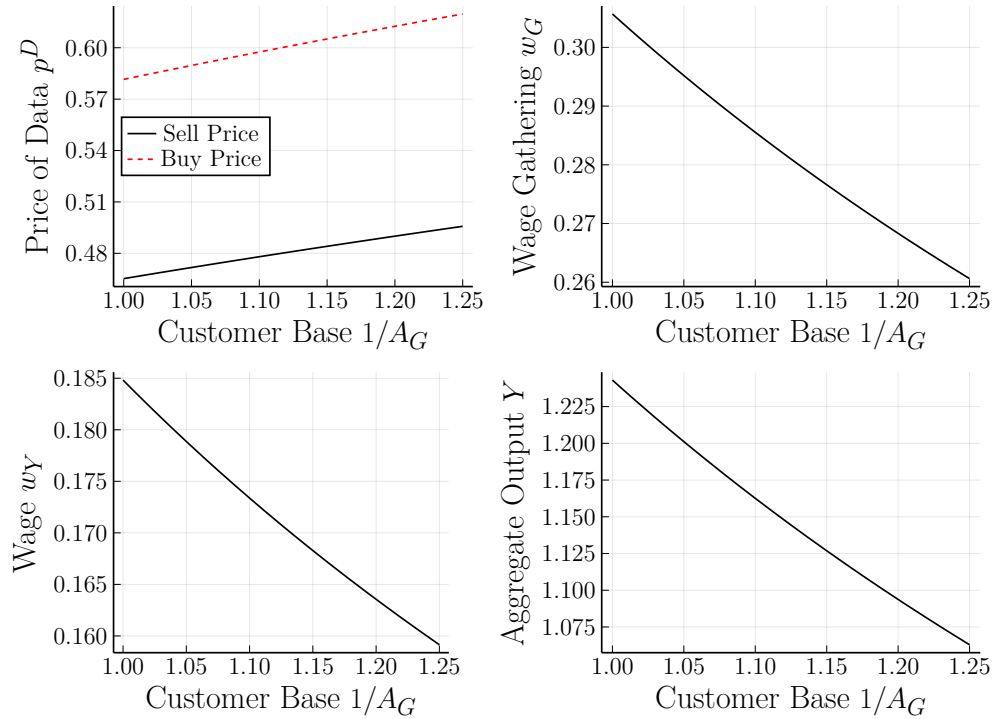 Price of Data p^D
0.60
0.57
0.54
0.51
0.48
Sell Price
Buy Price
1.00 1.05 1.10 1.15 1.20 1.25
Customer Base 1/A_G
Wage Gathering w_G
0.30
0.29
0.28
0.27
0.26
1.00 1.05 1.10 1.15 1.20 1.25
Customer Base 1/A_G
Wage w_Y
0.185
0.180
0.175
0.170
0.165
0.160
1.00 1.05 1.10 1.15 1.20 1.25
Customer Base 1/A_G
Aggregate Output Y
1.225
1.200
1.175
1.150
1.125
1.100
1.075
1.00 1.05 1.10 1.15 1.20 1.25
Customer Base 1/A_G